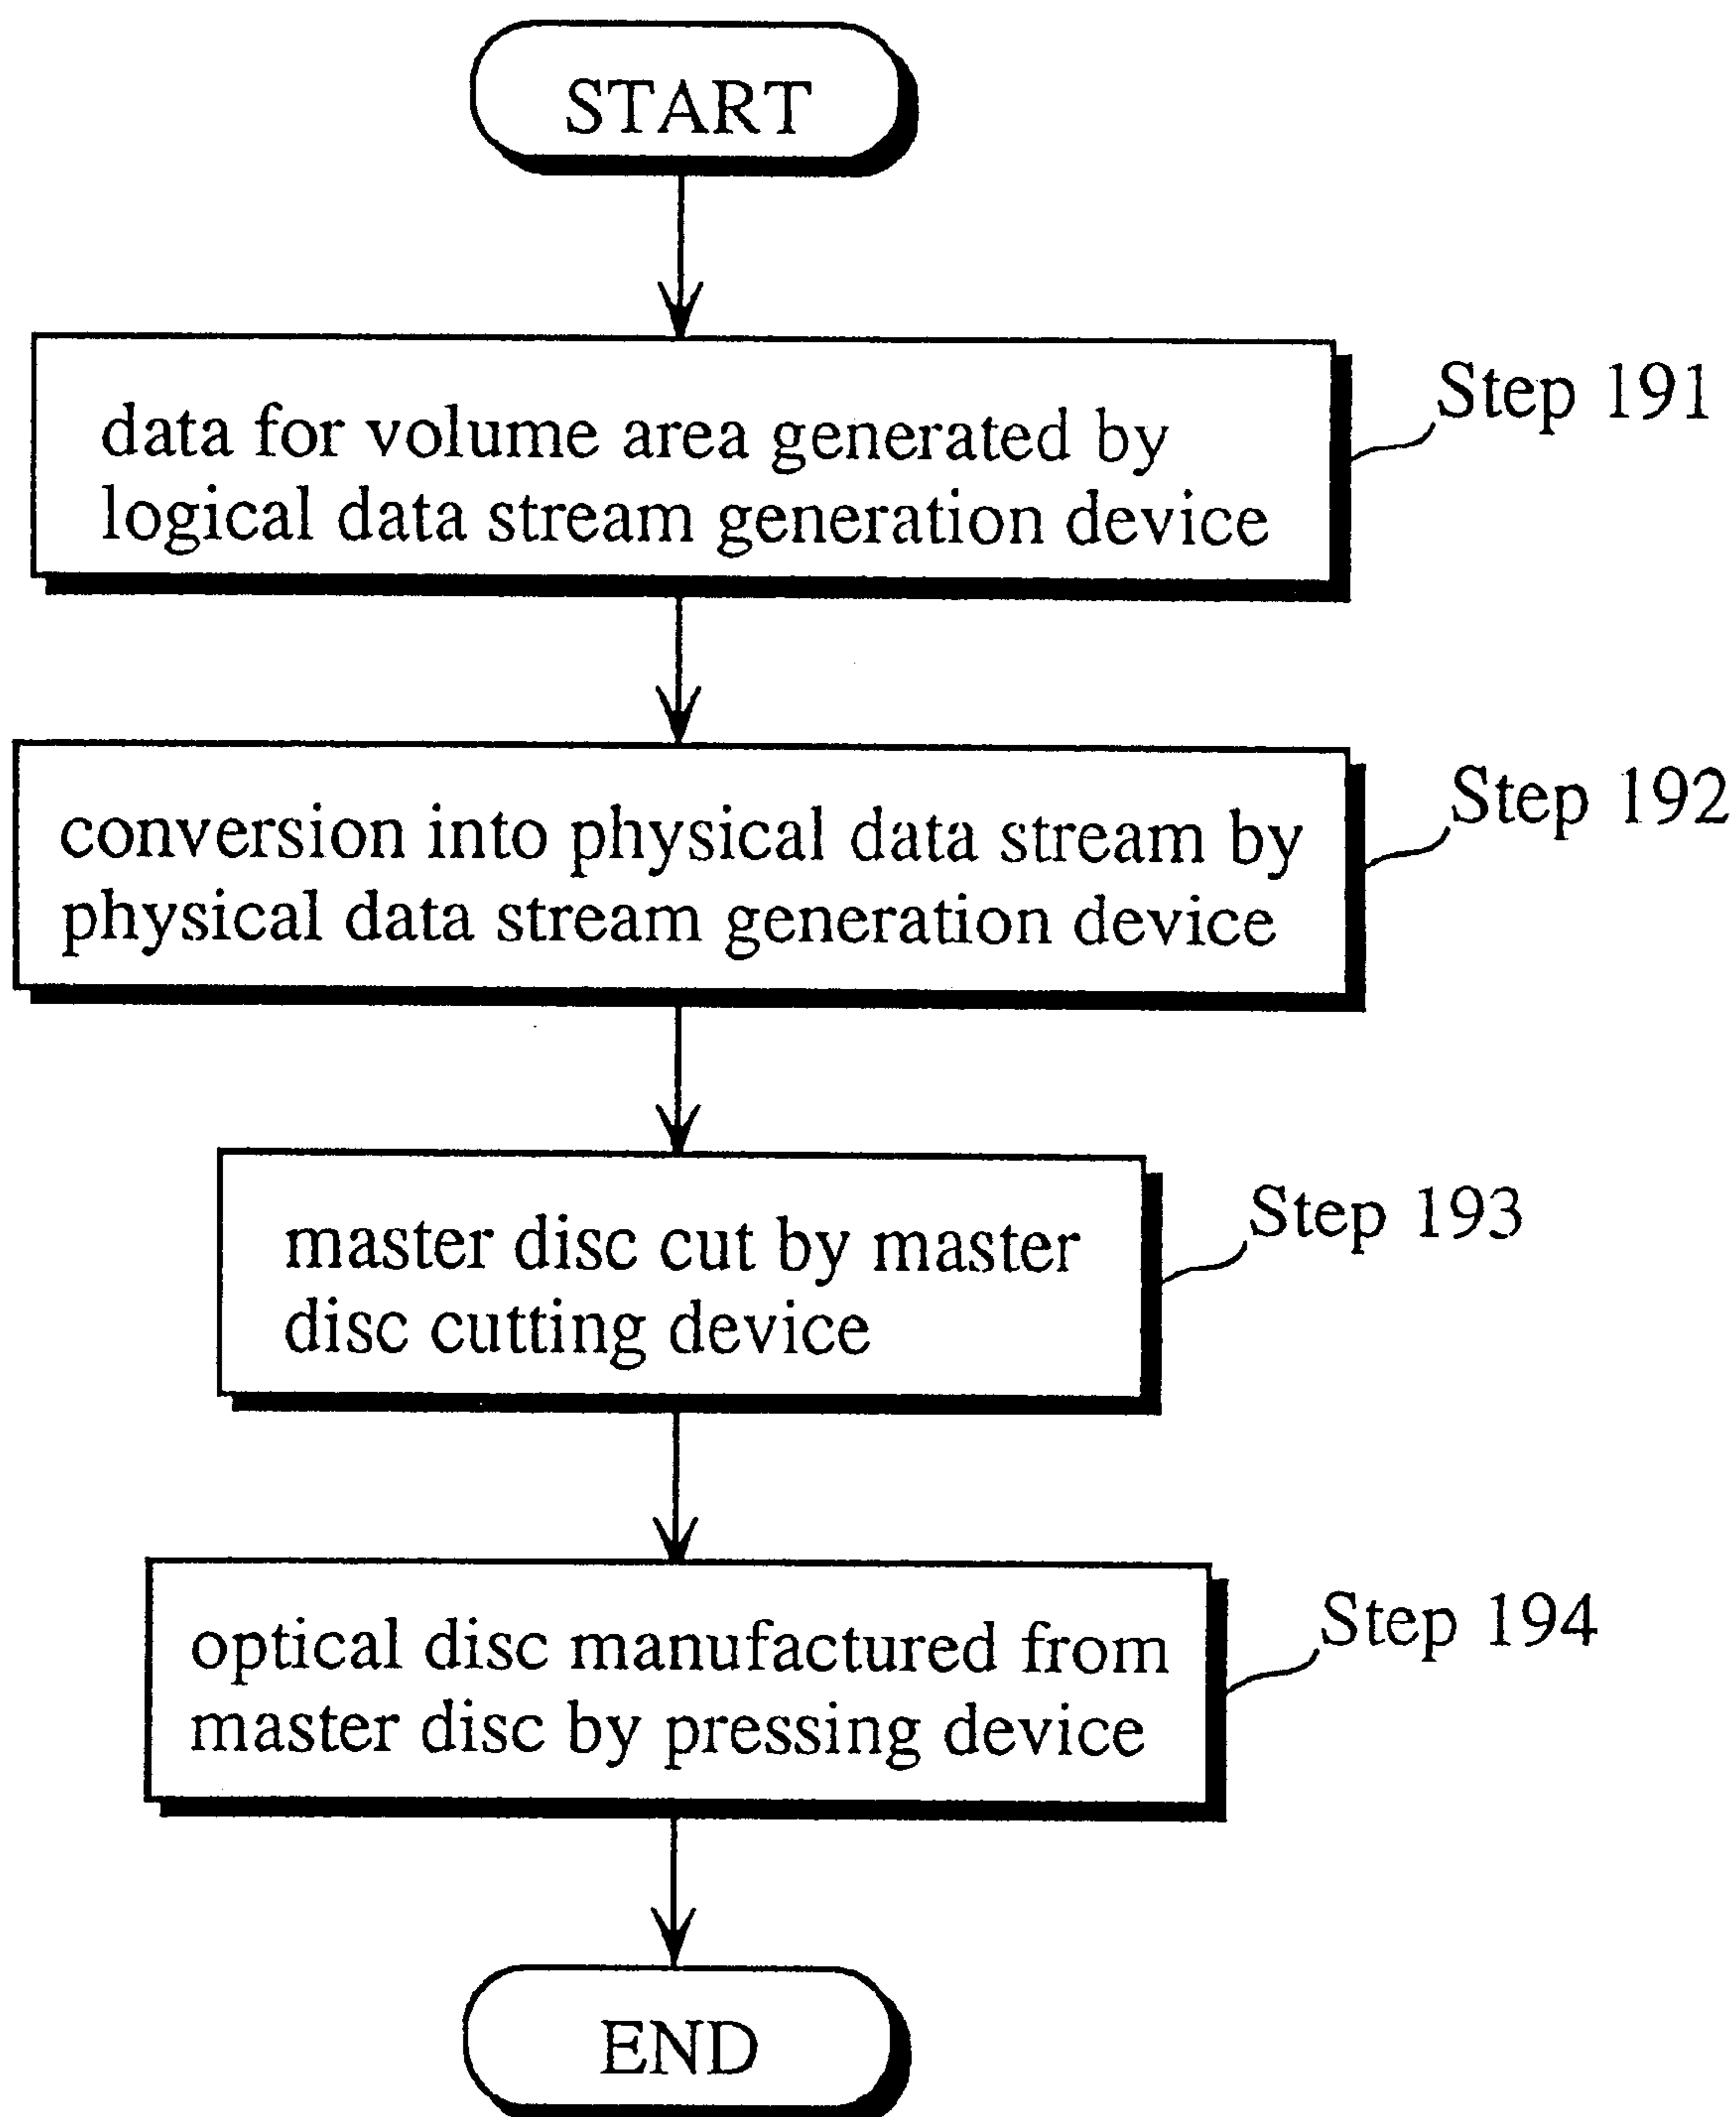 START
data for volume area generated by
logical data stream generation device
Step 191
conversion into physical data stream by
physical data stream generation device
Step 192
master disc cut by master
disc cutting device
Step 193
optical disc manufactured from
master disc by pressing device
Step 194
END